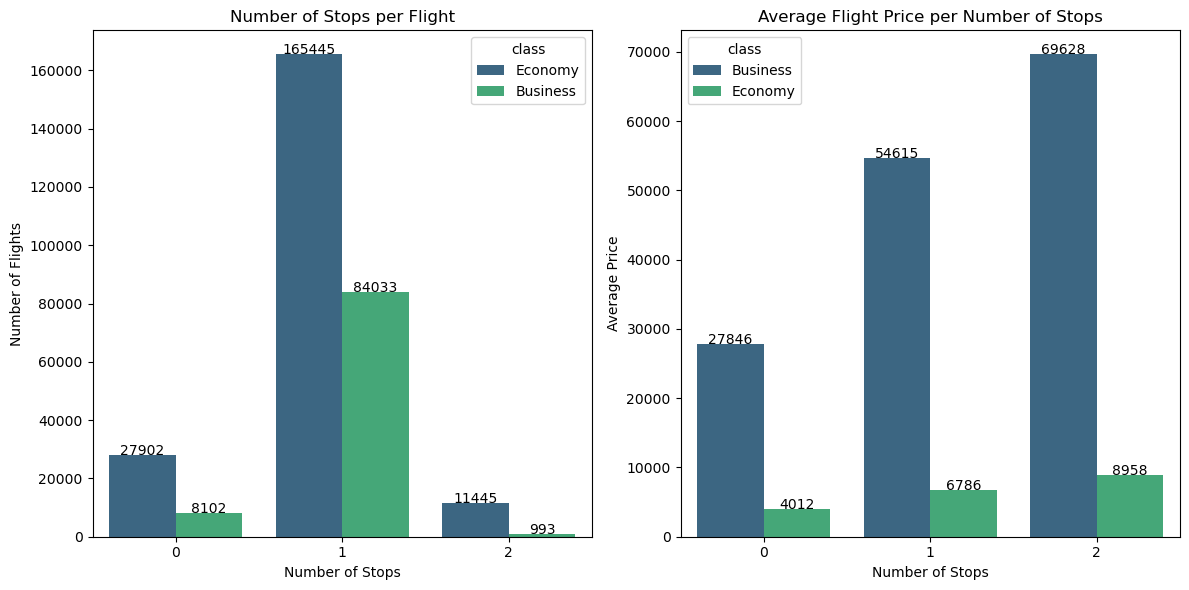 Number of Stops per Flight
Number of Flights
160000
140000
120000
100000
80000
60000
40000
20000
0
class
Economy
Business
165445
84033
27902
8102
11445
993
0 1 2
Number of Stops
Average Flight Price per Number of Stops
Average Price
70000
60000
50000
40000
30000
20000
10000
0
class
Business
Economy
69628
54615
27846
8958
6786
4012
0 1 2
Number of Stops